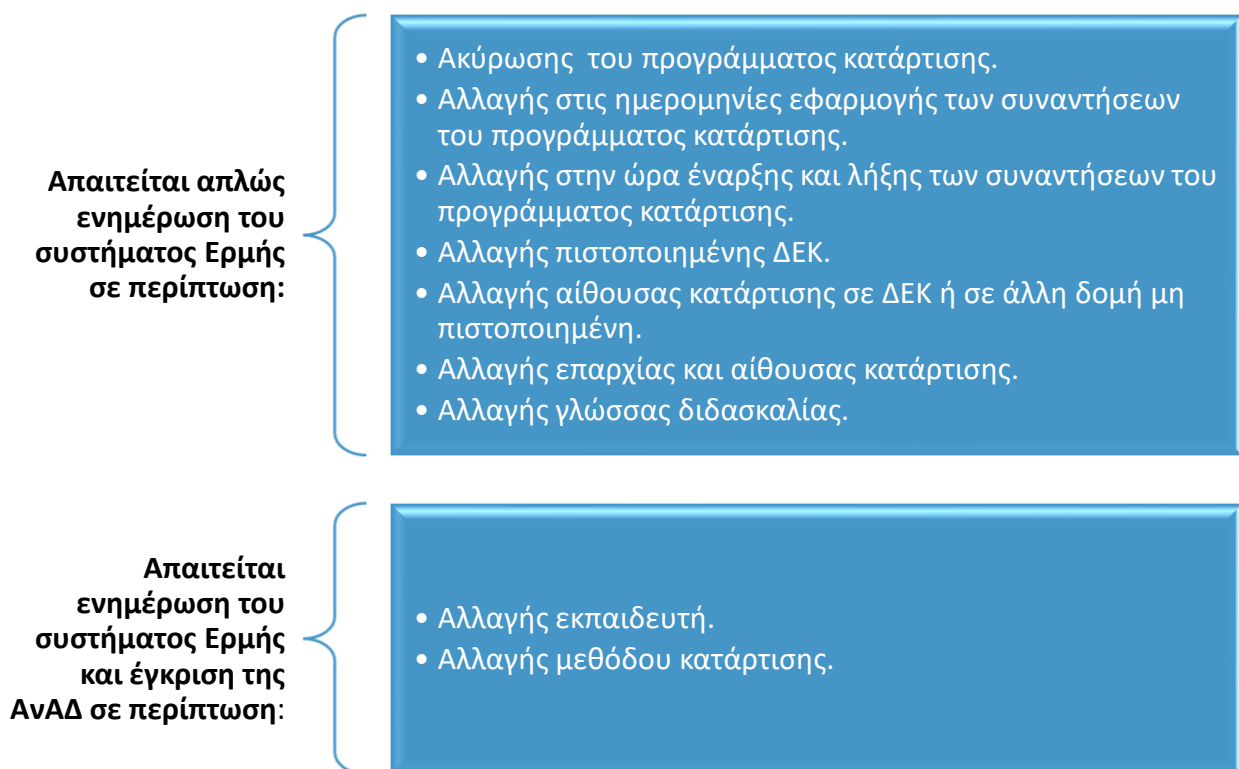 Απαιτείται απλώς
ενημέρωση του
συστήματος Ερμής
σε περίπτωση:
• Ακύρωσης του προγράμματος κατάρτισης.
• Αλλαγής στις ημερομηνίες εφαρμογής των συναντήσεων
του προγράμματος κατάρτισης.
• Αλλαγής στην ώρα έναρξης και λήξης των συναντήσεων του
προγράμματος κατάρτισης.
• Αλλαγής πιστοποιημένης ΔΕΚ.
• Αλλαγής αίθουσας κατάρτισης σε ΔΕΚ ή σε άλλη δομή μη
πιστοποιημένη.
• Αλλαγής επαρχίας και αίθουσας κατάρτισης.
• Αλλαγής γλώσσας διδασκαλίας.
Απαιτείται
ενημέρωση του
συστήματος Ερμής
και έγκριση της
ΑνΑΔ σε περίπτωση:
• Αλλαγής εκπαιδευτή.
• Αλλαγής μεθόδου κατάρτισης.